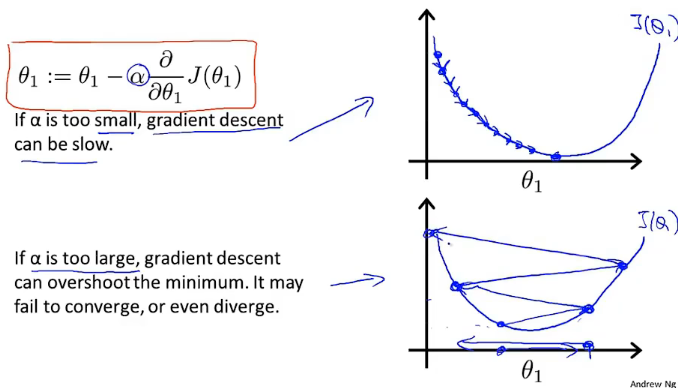 θ₁ := θ₁ − α ∂/∂θ₁ J(θ₁)
If α is too small, gradient descent
can be slow.
J(θ₁)
θ₁
If α is too large, gradient descent
can overshoot the minimum. It may
fail to converge, or even diverge.
J(θ₁
θ₁
Andrew Ng